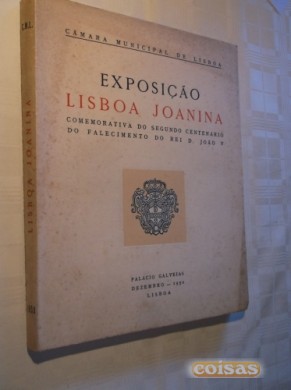 CÂMARA MUNICIPAL DE LISBOA
EXPOSIÇÃO
LISBOA JOANINA
COMEMORATIVA DO SEGUNDO CENTENÁRIO
DO FALECIMENTO DO REI D. JOÃO V
PALÁCIO GALVEIAS
DEZEMBRO —
LISBOA
LISBOA JOANINA
coisas